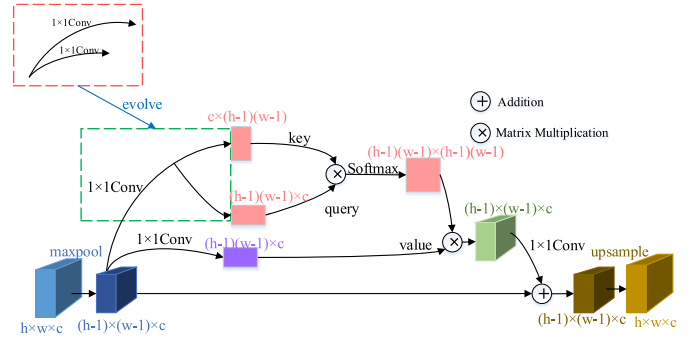 1×1Conv
1×1Conv
evolve
c×(h-1)(w-1)
key
Addition
Matrix Multiplication
(h-1)(w-1)×(h-1)(w-1)
Softmax
1×1Conv
(h-1)(w-1)×c
query
(h-1)×(w-1)×c
1×1Conv
(h-1)(w-1)×c
value
1×1Conv
maxpool
upsample
h×w×c
(h-1)×(w-1)×c
(h-1)×(w-1)×c
h×w×c